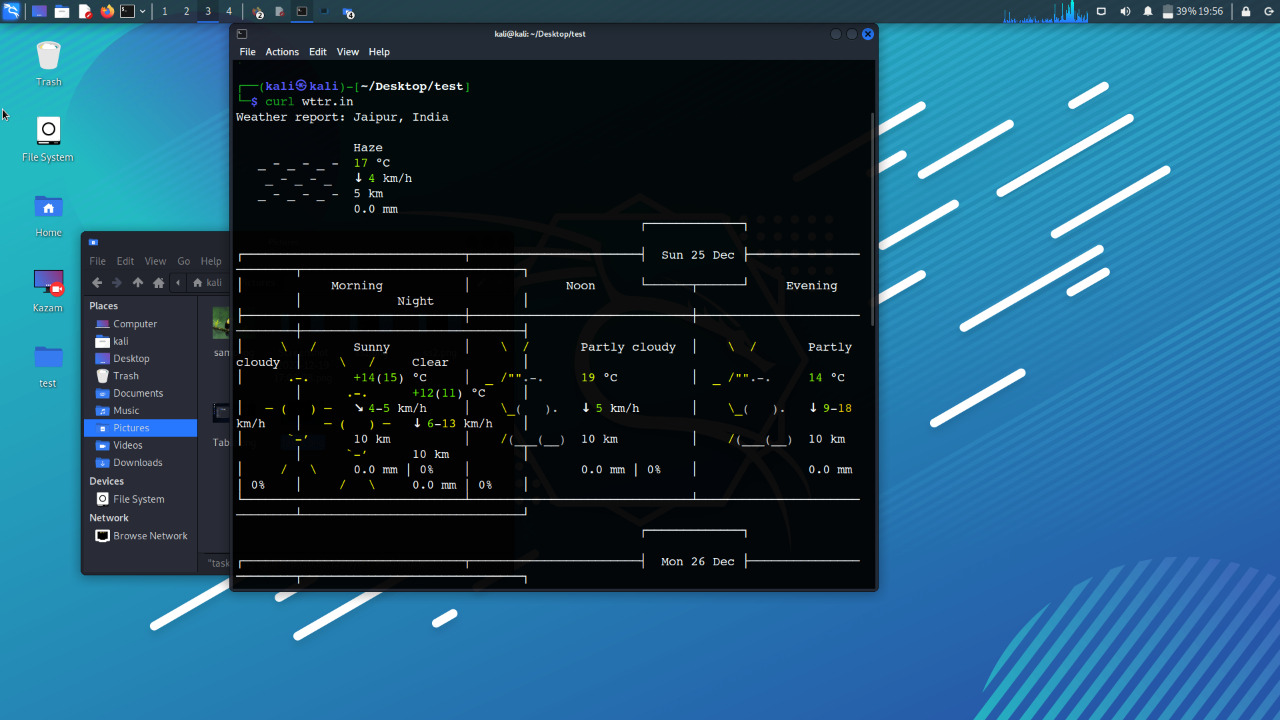 1 2 3 4 2 4 39% 19:56
Trash
File System
Home
Kazam
test
File Edit View Go Help
kali
Places
Computer
kali
Desktop
Trash
Documents
Music
Pictures
Videos
Downloads
Devices
File System
Network
Browse Network
kali@kali: ~/Desktop/test
File Actions Edit View Help
┌──(kali㉿kali)-[~/Desktop/test]
└─$ curl wttr.in
Weather report: Jaipur, India
Haze
_ - _ - _ - 17 °C
_ - _ - _ ↓ 4 km/h
_ - _ - _ - 5 km
0.0 mm
Sun 25 Dec
│ Morning │ Noon Evening
│ Night │
│ \ / Sunny │ \ / Partly cloudy │ \ / Partly
cloudy │ \ / Clear │
│ .-. +14(15) °C │ _ /"".-. 19 °C │ _ /"".-. 14 °C
│ .-. +12(11) °C │
│ ― ( ) ― ↘ 4-5 km/h │ \_( ). ↓ 5 km/h │ \_( ). ↓ 9-18
km/h │ ― ( ) ― ↓ 6-13 km/h │
│ `-’ 10 km │ /(___(__) 10 km │ /(___(__) 10 km
│ `-’ 10 km │
│ / \ 0.0 mm | 0% │ 0.0 mm | 0% │ 0.0 mm
| 0% │ / \ 0.0 mm | 0% │
Mon 26 Dec